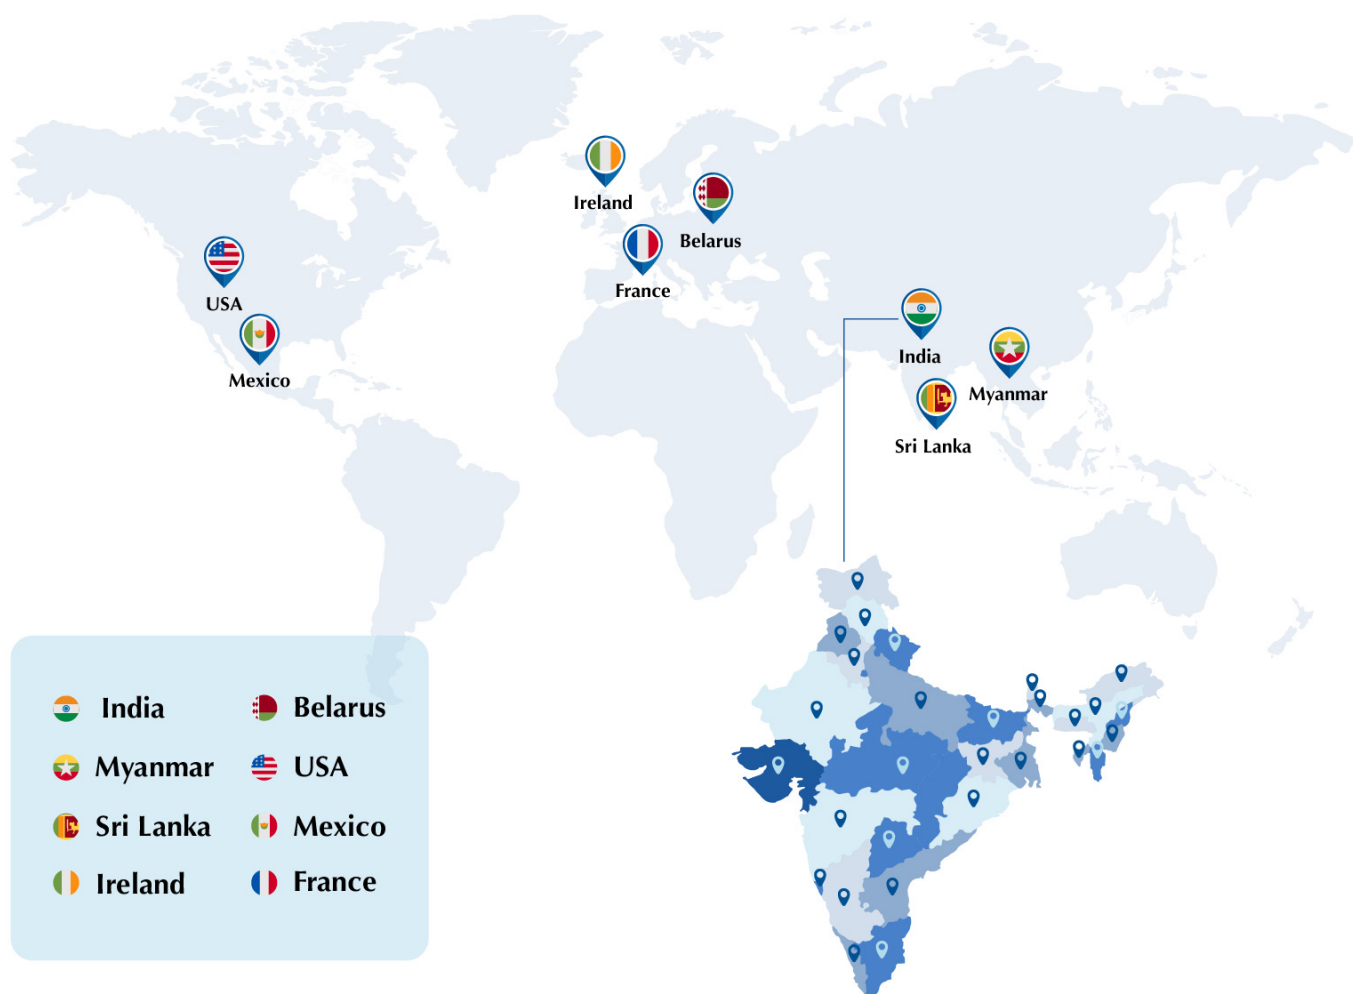 Ireland
Belarus
USA
France
Mexico
India
Myanmar
Sri Lanka
India
Belarus
Myanmar
USA
Sri Lanka
Mexico
Ireland
France